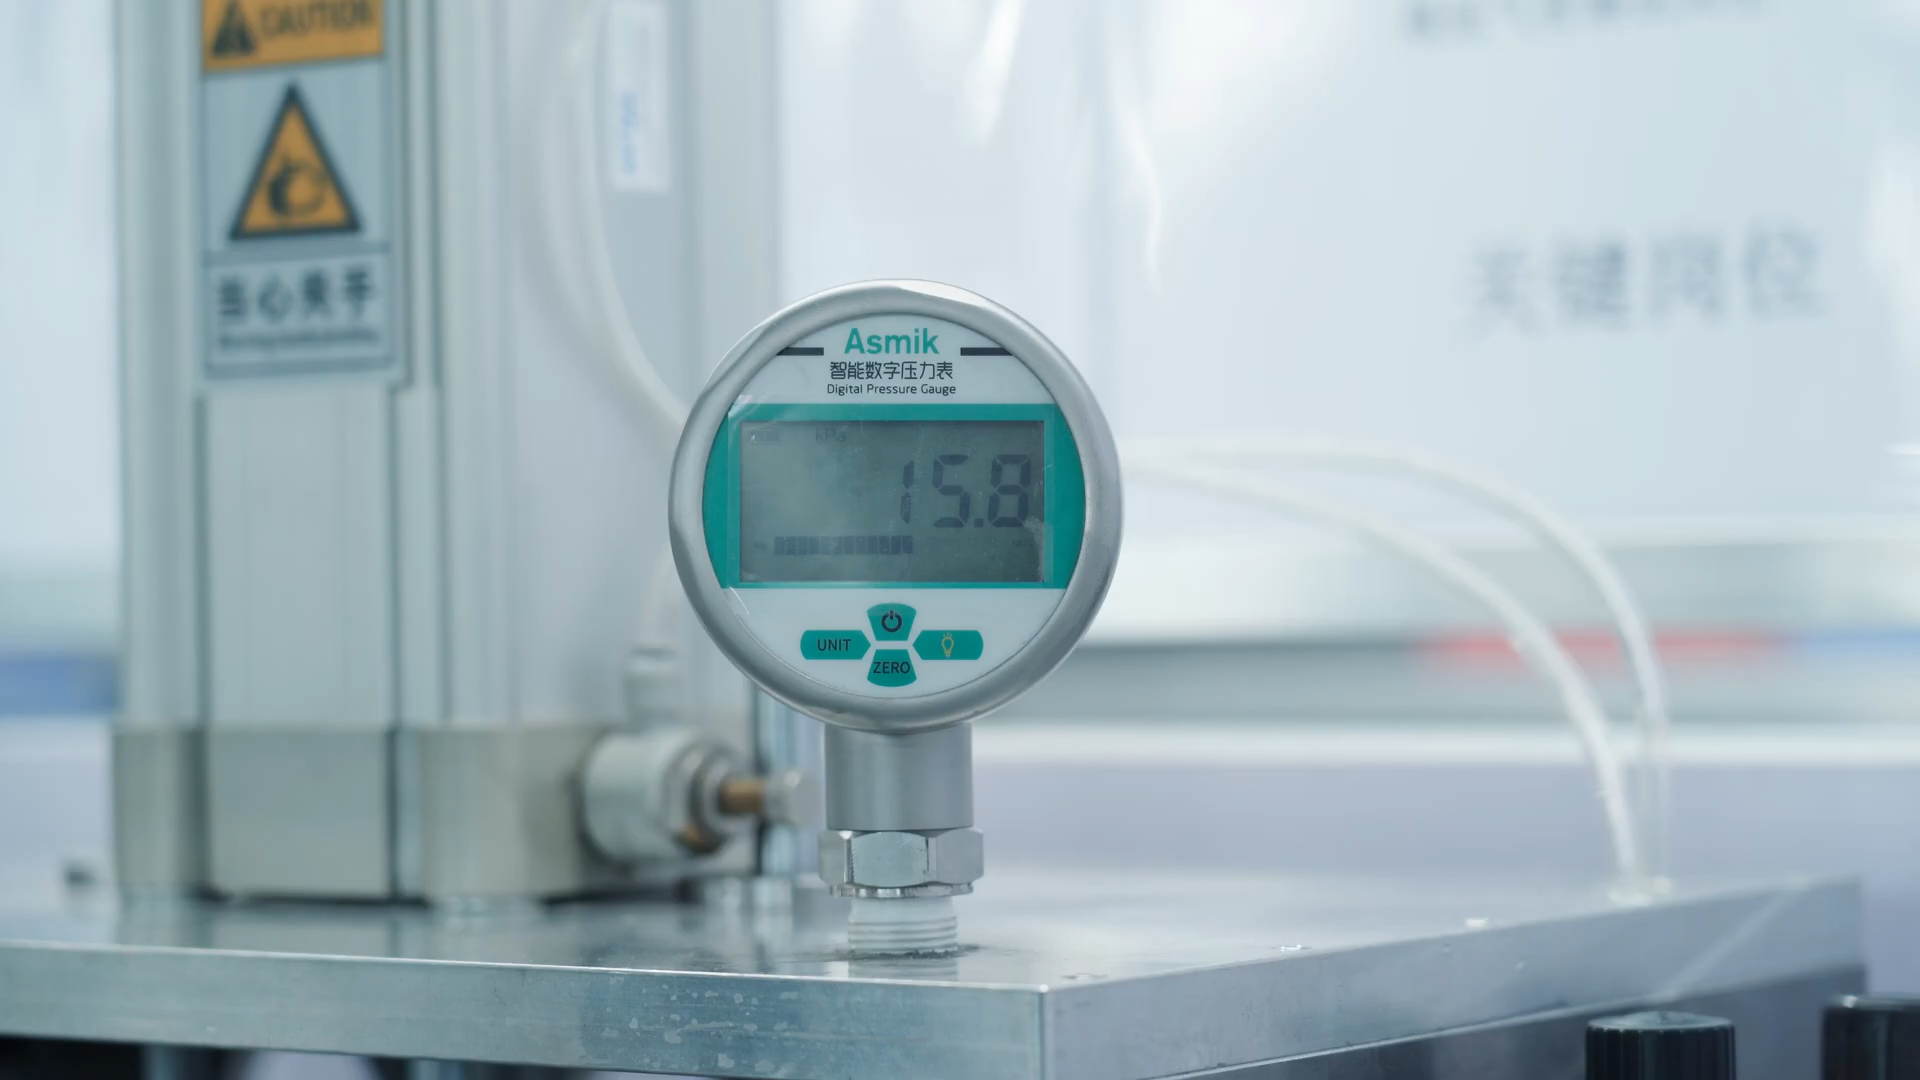 CAUTION
当心夹手
关键岗位
Asmik
智能数字压力表
Digital Pressure Gauge
kPa
15.8
UNIT
ZERO